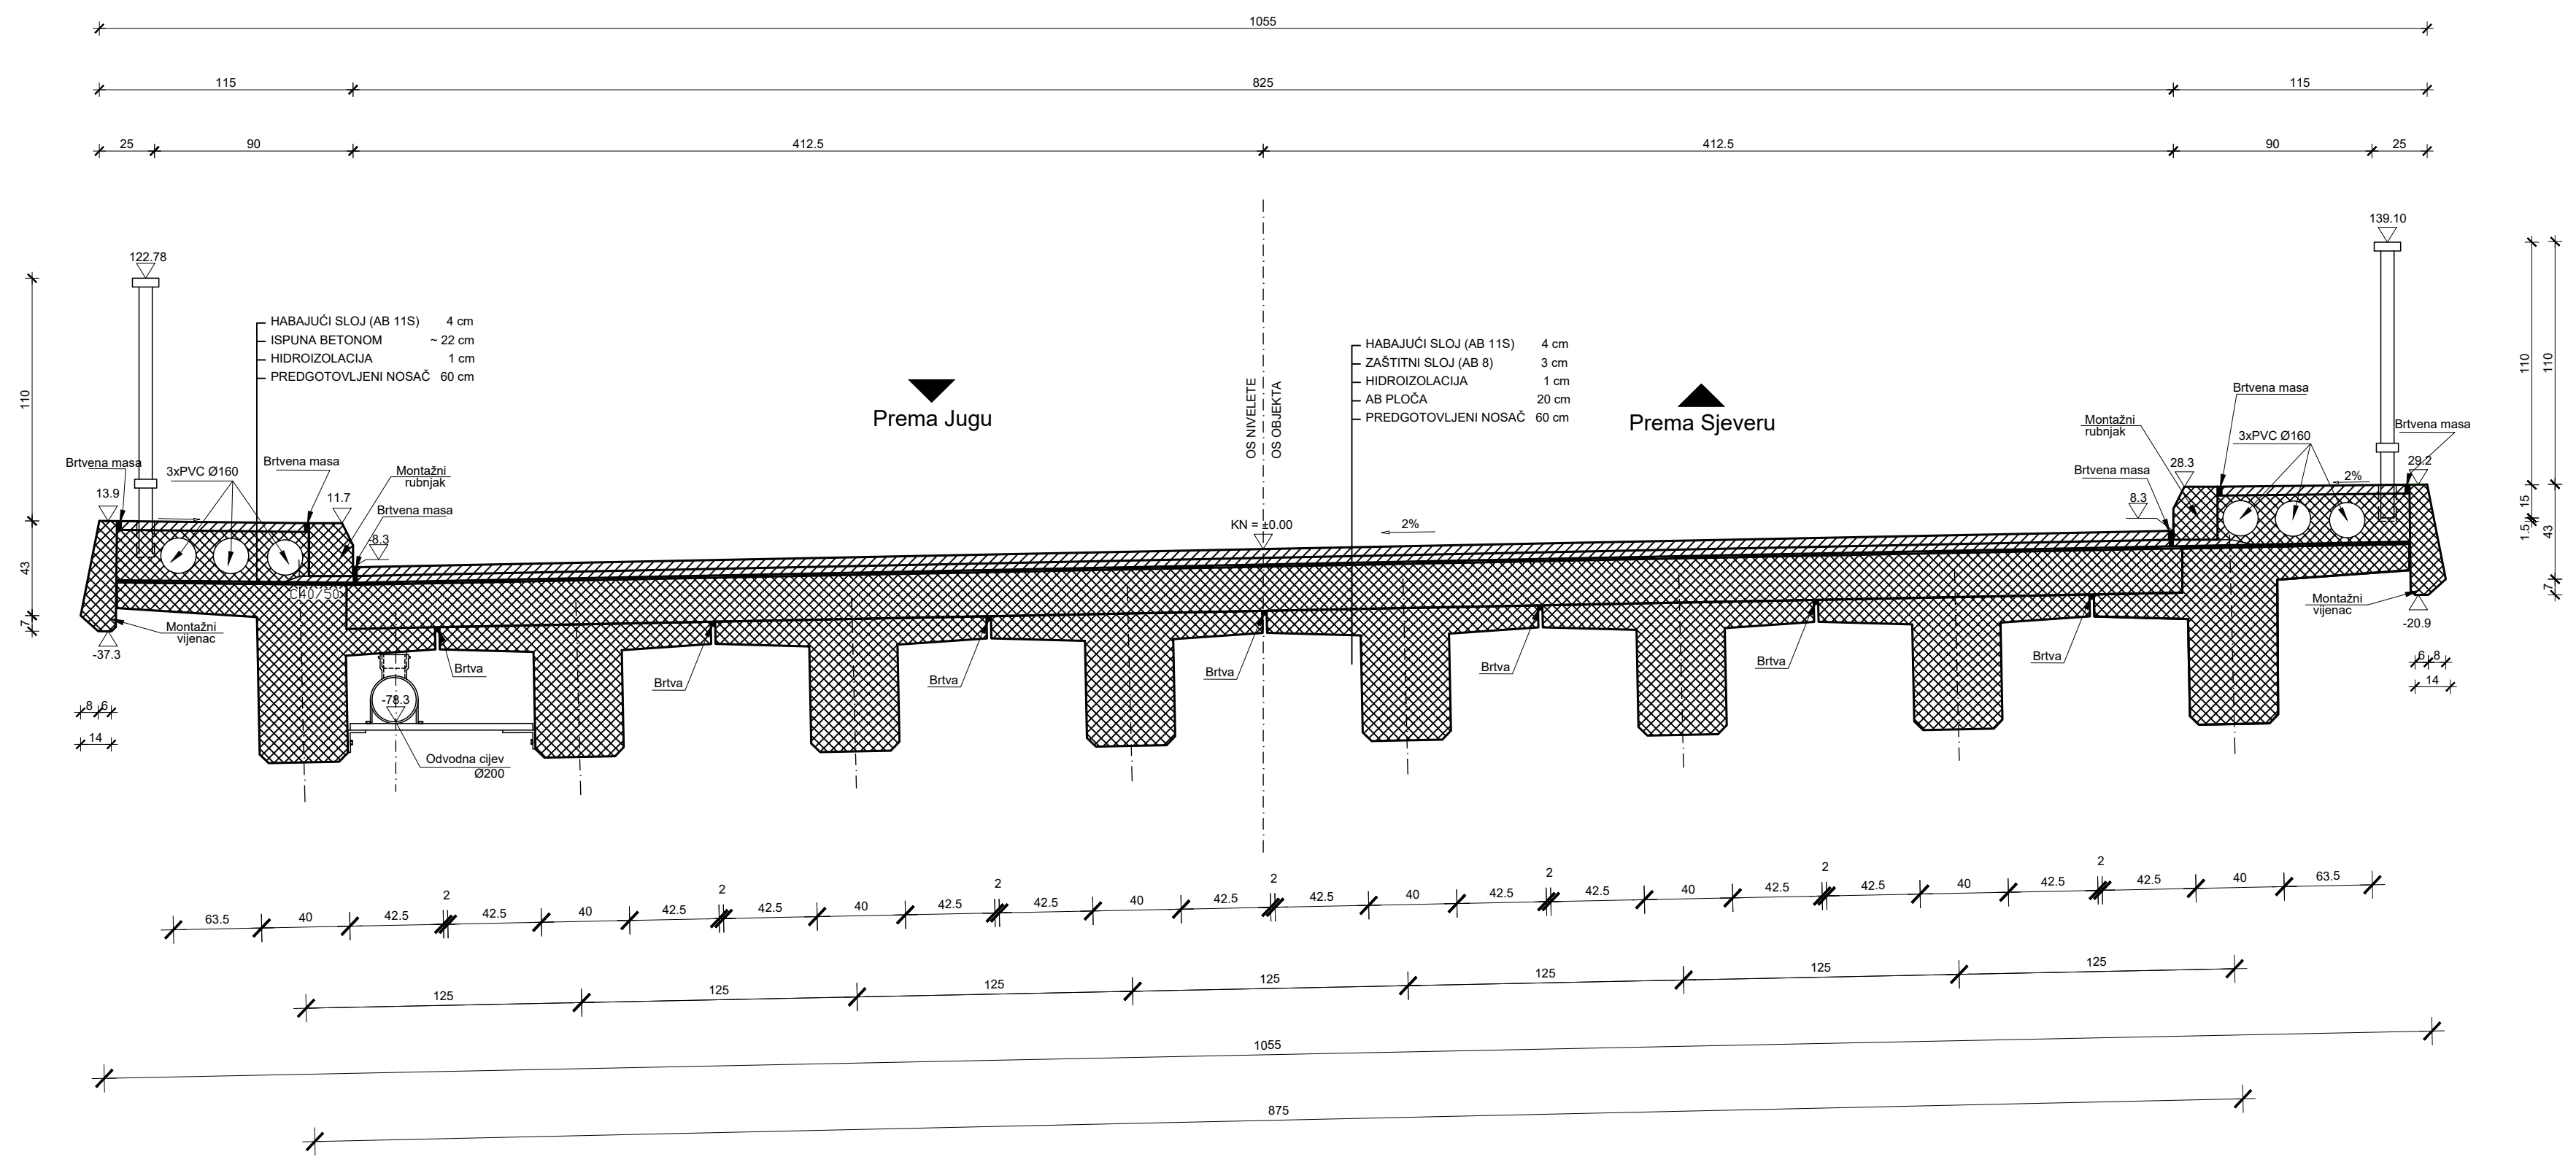 1055
115 825 115
25 90 412.5 412.5 90 25
139.10
122.78
HABAJUĆI SLOJ (AB 11S) 4 cm
ISPUNA BETONOM ~ 22 cm
HIDROIZOLACIJA 1 cm
PREDGOTOVLJENI NOSAČ 60 cm
HABAJUĆI SLOJ (AB 11S) 4 cm
ZAŠTITNI SLOJ (AB 8) 3 cm
HIDROIZOLACIJA 1 cm
AB PLOČA 20 cm
PREDGOTOVLJENI NOSAČ 60 cm
OS NIVELETE
OS OBJEKTA
Prema Jugu
Prema Sjeveru
110
43
7
110
15
1.5
110
43
7
Brtvena masa
3xPVC Ø160
Brtvena masa
Montažni
rubnjak
Brtvena masa
13.9
11.7
-8.3
KN = ±0.00
2%
Brtvena masa
Montažni
rubnjak
3xPVC Ø160
Brtvena masa
Brtvena masa
28.3
8.3
2%
29.2
C40/50
Montažni
vijenac
-37.3
Montažni
vijenac
-20.9
Brtva
Brtva
Brtva
Brtva
Brtva
Brtva
Brtva
-78.3
Odvodna cijev
Ø200
8 6
14
6 8
14
2 2 2 2 2 2 2
63.5 40 42.5 42.5 40 42.5 42.5 40 42.5 42.5 40 42.5 42.5 40 42.5 42.5 40 42.5 42.5 40 42.5 42.5 40 63.5
125 125 125 125 125 125 125
1055
875